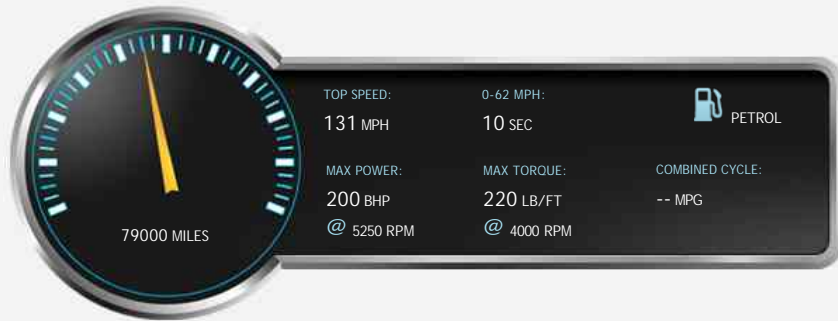 TOP SPEED:
131 MPH
0-62 MPH:
10 SEC
PETROL
MAX POWER:
200 BHP
@ 5250 RPM
MAX TORQUE:
220 LB/FT
@ 4000 RPM
COMBINED CYCLE:
-- MPG
79000 MILES